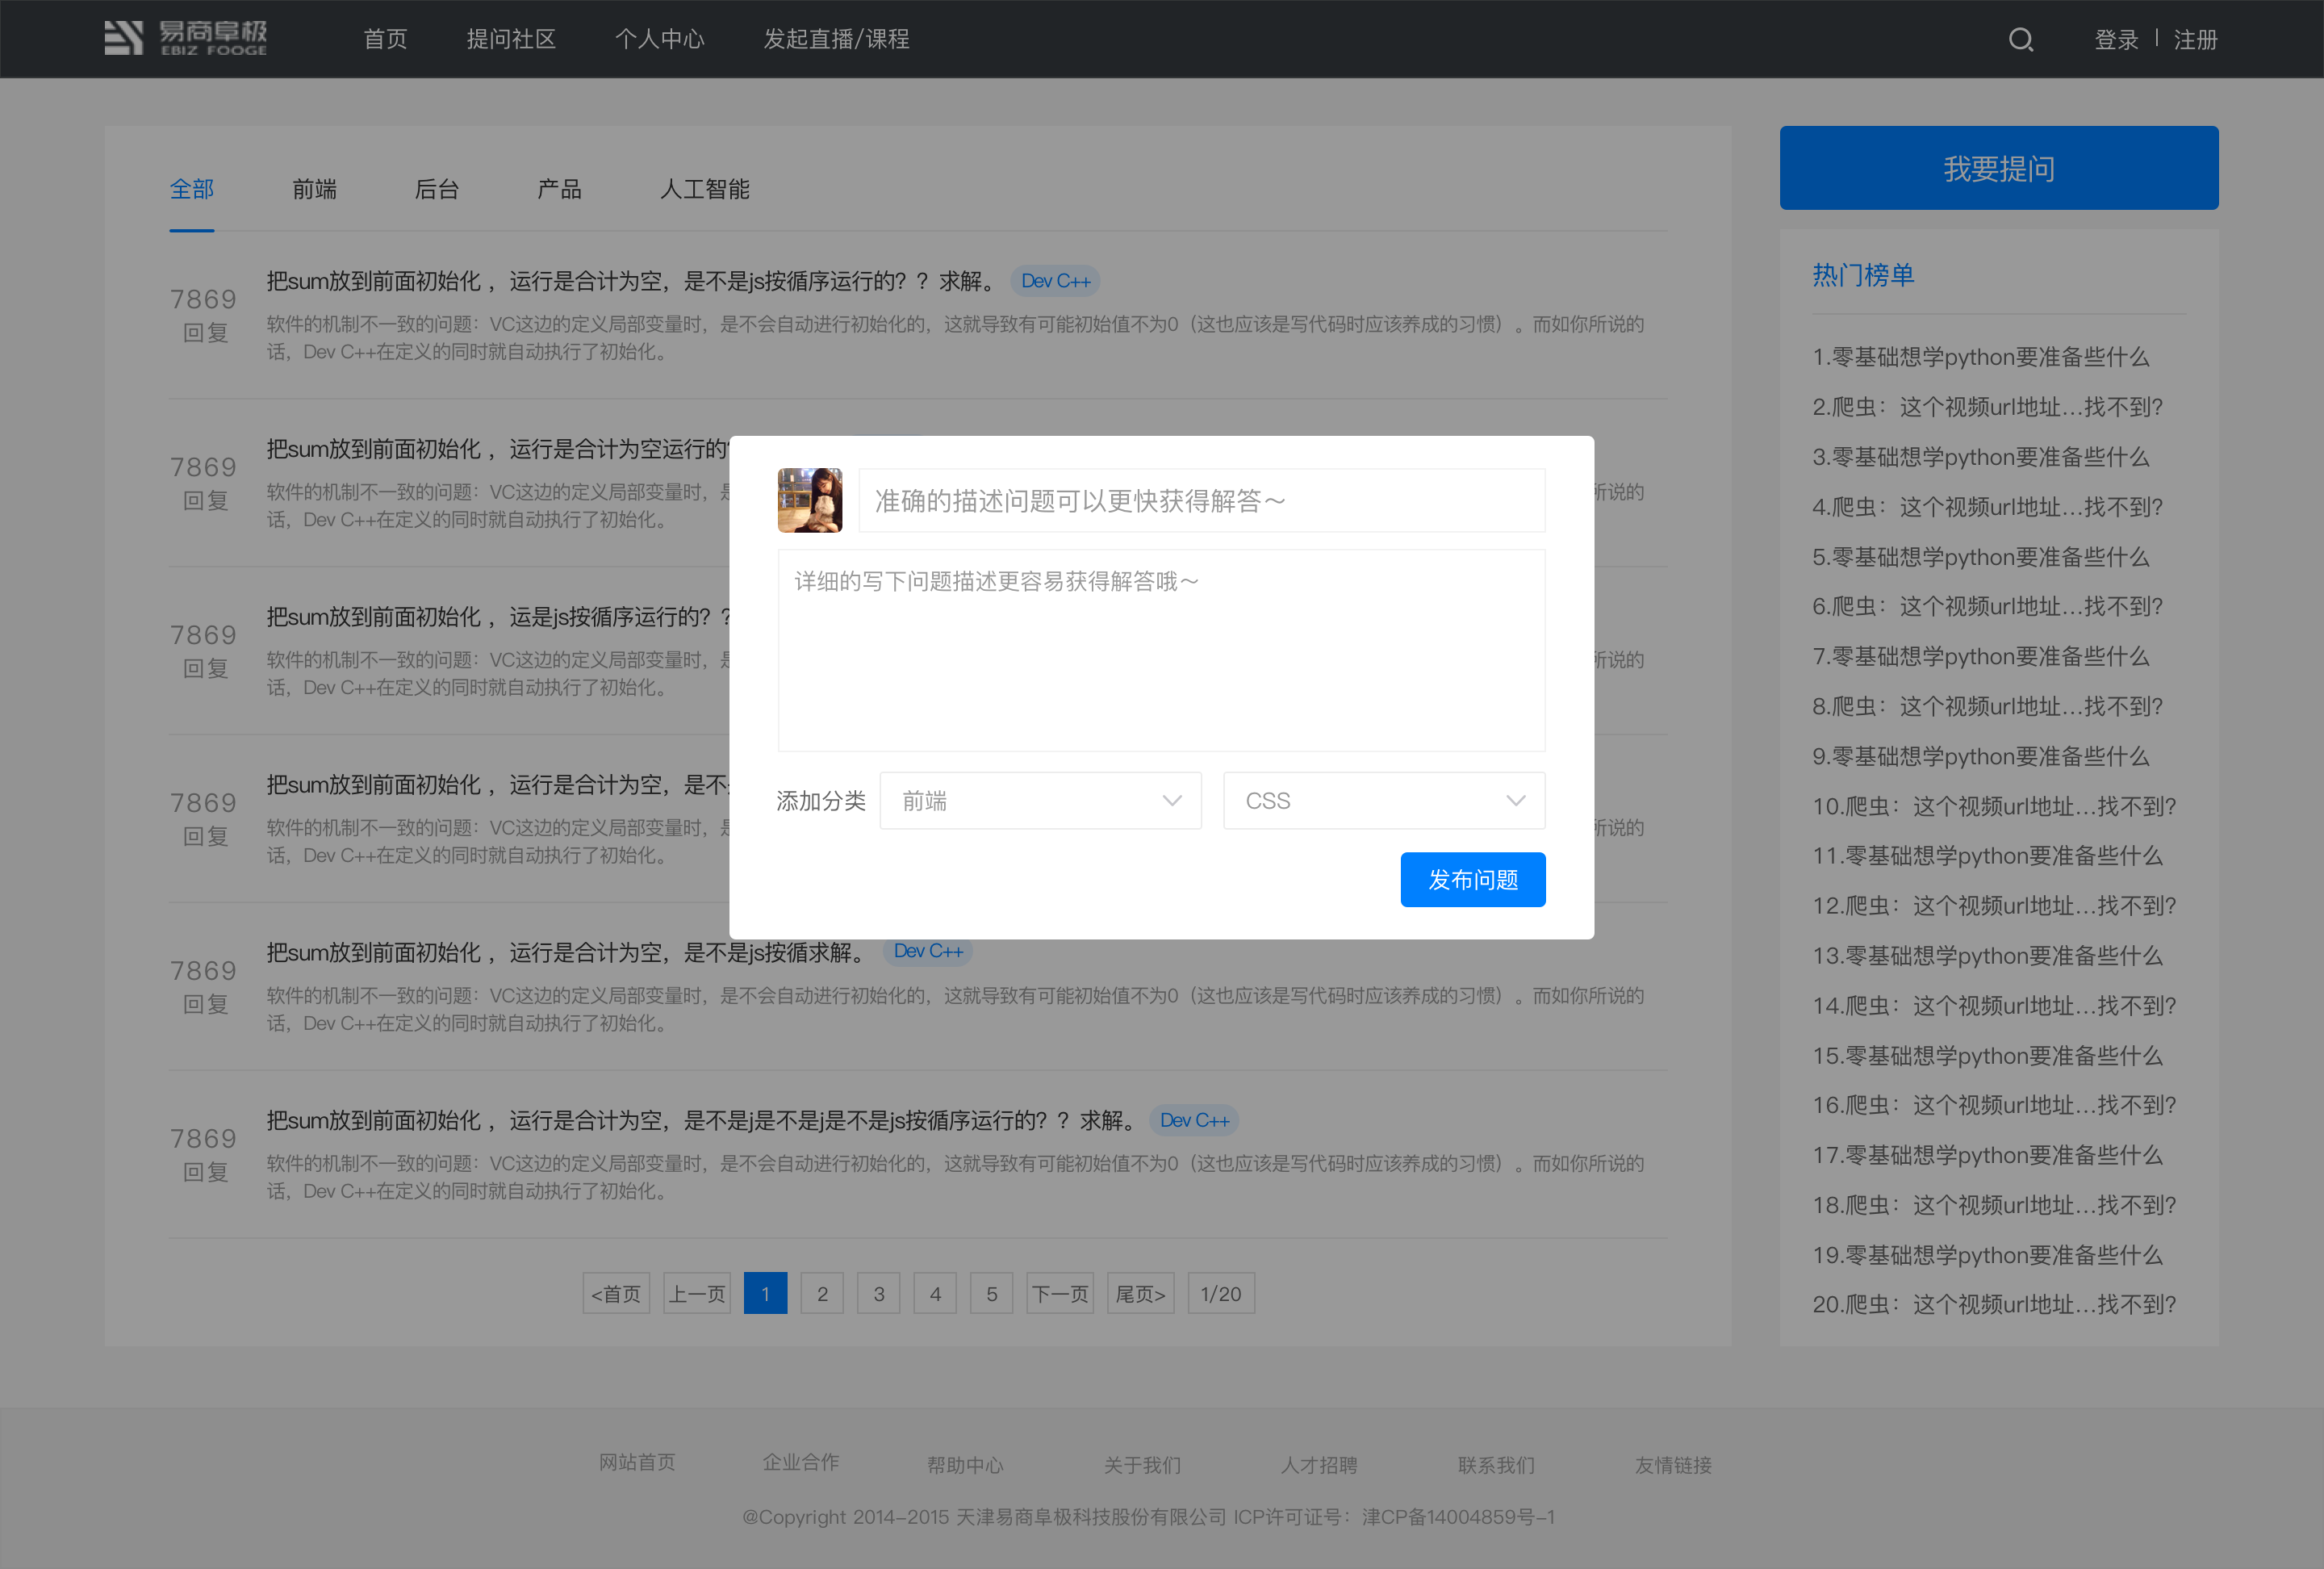 易商阜极
EBIZ FOOGE
首页 提问社区 个人中心 发起直播/课程
登录 | 注册
全部 前端 后台 产品 人工智能
7869
回复
把sum放到前面初始化 ，运行是合计为空，是不是js按循序运行的？？求解。 Dev C++
软件的机制不一致的问题：VC这边的定义局部变量时，是不会自动进行初始化的，这就导致有可能初始值不为0（这也应该是写代码时应该养成的习惯）。而如你所说的
话，Dev C++在定义的同时就自动执行了初始化。
7869
回复
把sum放到前面初始化 ，运行是合计为空运行的
软件的机制不一致的问题：VC这边的定义局部变量时，是 所说的
话，Dev C++在定义的同时就自动执行了初始化。
7869
回复
把sum放到前面初始化 ，运是js按循序运行的？？
软件的机制不一致的问题：VC这边的定义局部变量时，是 所说的
话，Dev C++在定义的同时就自动执行了初始化。
7869
回复
把sum放到前面初始化 ，运行是合计为空，是不
软件的机制不一致的问题：VC这边的定义局部变量时，是 所说的
话，Dev C++在定义的同时就自动执行了初始化。
7869
回复
把sum放到前面初始化 ，运行是合计为空，是不是js按循求解。 Dev C++
软件的机制不一致的问题：VC这边的定义局部变量时，是不会自动进行初始化的，这就导致有可能初始值不为0（这也应该是写代码时应该养成的习惯）。而如你所说的
话，Dev C++在定义的同时就自动执行了初始化。
7869
回复
把sum放到前面初始化 ，运行是合计为空，是不是j是不是j是不是js按循序运行的？？求解。 Dev C++
软件的机制不一致的问题：VC这边的定义局部变量时，是不会自动进行初始化的，这就导致有可能初始值不为0（这也应该是写代码时应该养成的习惯）。而如你所说的
话，Dev C++在定义的同时就自动执行了初始化。
<首页 上一页 1 2 3 4 5 下一页 尾页> 1/20
准确的描述问题可以更快获得解答～
详细的写下问题描述更容易获得解答哦～
添加分类 前端 CSS
发布问题
我要提问
热门榜单
1.零基础想学python要准备些什么
2.爬虫：这个视频url地址...找不到?
3.零基础想学python要准备些什么
4.爬虫：这个视频url地址...找不到?
5.零基础想学python要准备些什么
6.爬虫：这个视频url地址...找不到?
7.零基础想学python要准备些什么
8.爬虫：这个视频url地址...找不到?
9.零基础想学python要准备些什么
10.爬虫：这个视频url地址...找不到?
11.零基础想学python要准备些什么
12.爬虫：这个视频url地址...找不到?
13.零基础想学python要准备些什么
14.爬虫：这个视频url地址...找不到?
15.零基础想学python要准备些什么
16.爬虫：这个视频url地址...找不到?
17.零基础想学python要准备些什么
18.爬虫：这个视频url地址...找不到?
19.零基础想学python要准备些什么
20.爬虫：这个视频url地址...找不到?
网站首页 企业合作 帮助中心 关于我们 人才招聘 联系我们 友情链接
@Copyright 2014-2015 天津易商阜极科技股份有限公司 ICP许可证号：津CP备14004859号-1